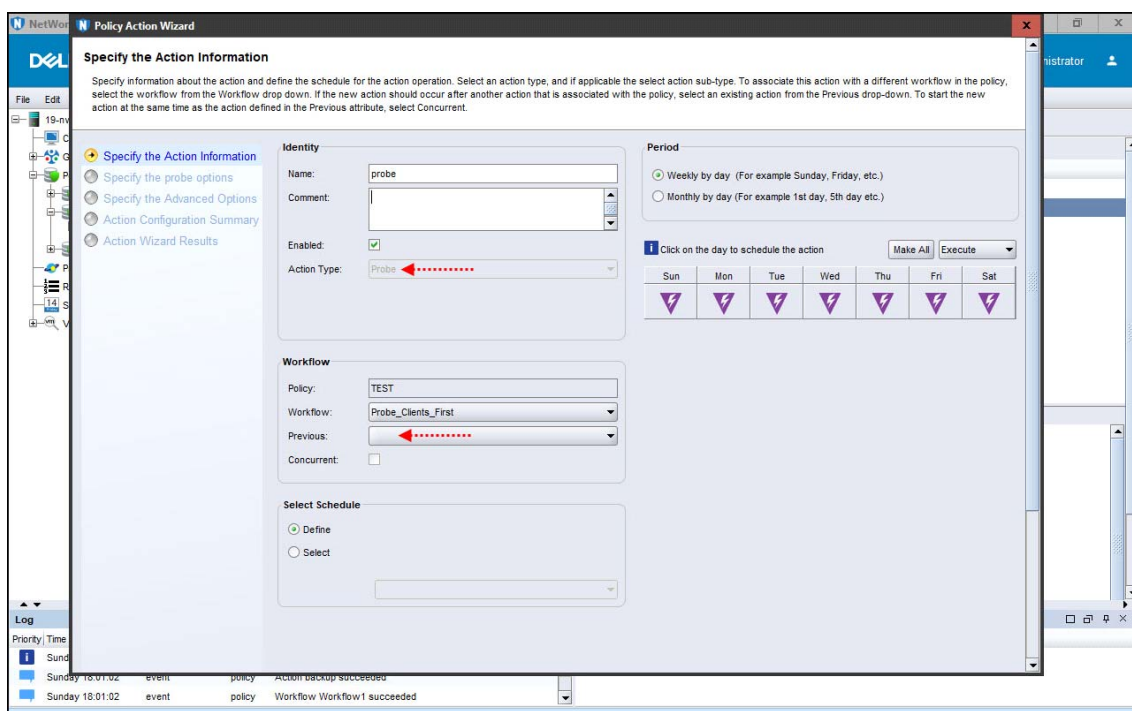 NetWor
N Policy Action Wizard
DELL
nistrator
File Edit
19-nv
Specify the Action Information
Specify information about the action and define the schedule for the action operation. Select an action type, and if applicable the select action sub-type. To associate this action with a different workflow in the policy,
select the workflow from the Workflow drop down. If the new action should occur after another action that is associated with the policy, select an existing action from the Previous drop-down. To start the new
action at the same time as the action defined in the Previous attribute, select Concurrent.
Specify the Action Information
Specify the probe options
Specify the Advanced Options
Action Configuration Summary
Action Wizard Results
Identity
Name: probe
Comment:
Enabled:
Action Type: Probe
Workflow
Policy: TEST
Workflow: Probe_Clients_First
Previous:
Concurrent:
Select Schedule
Define
Select
Period
Weekly by day (For example Sunday, Friday, etc.)
Monthly by day (For example 1st day, 5th day etc.)
Click on the day to schedule the action Make All Execute
Sun Mon Tue Wed Thu Fri Sat
Log
Priority Time
Sund
Sunday 18:01:02 event policy Action backup succeeded
Sunday 18:01:02 event policy Workflow Workflow1 succeeded